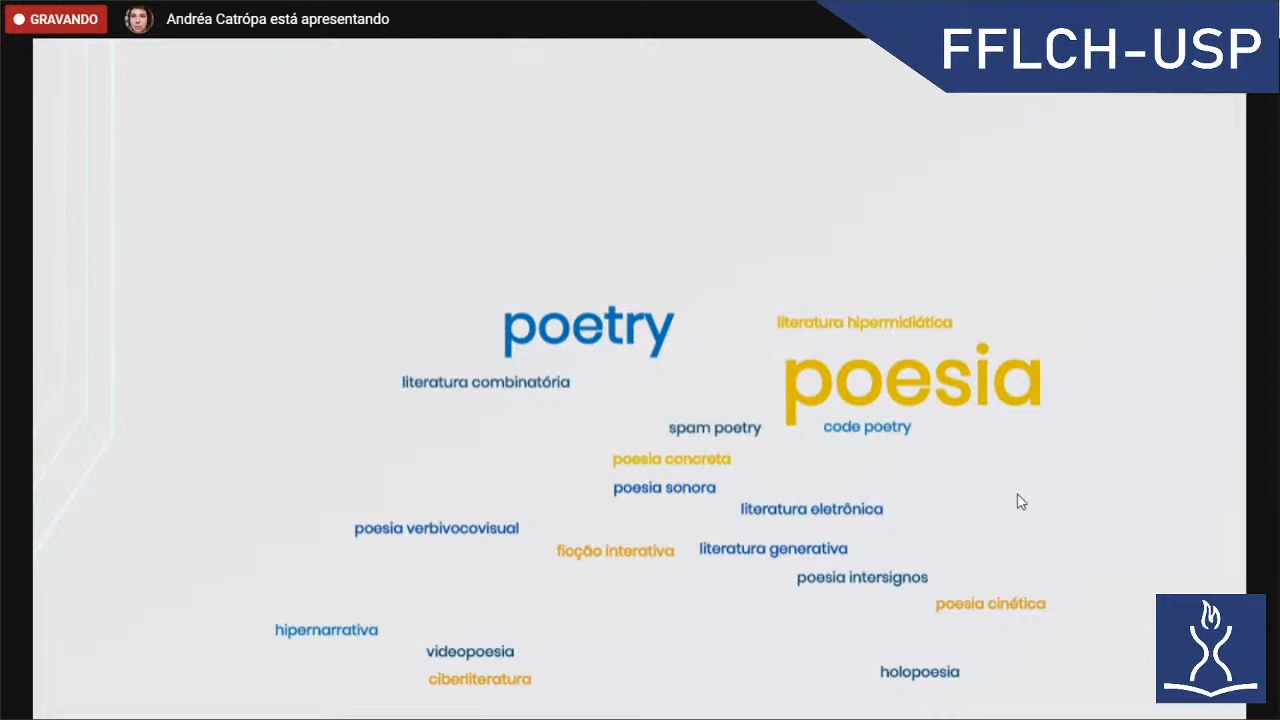 GRAVANDO
Andréa Catrópa está apresentando
FFLCH-USP
poetry
literatura hipermidiática
poesia
literatura combinatória
spam poetry
code poetry
poesia concreta
poesia sonora
literatura eletrônica
poesia verbivocovisual
ficção interativa
literatura generativa
poesia intersignos
poesia cinética
hipernarrativa
videopoesia
holopoesia
ciberliteratura